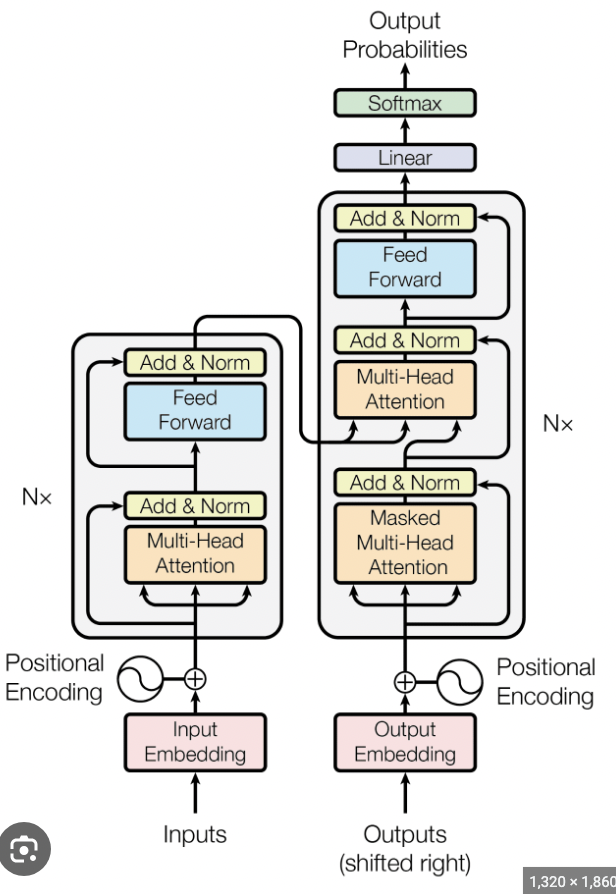 Output
Probabilities
Softmax
Linear
Add & Norm
Feed
Forward
Add & Norm
Multi-Head
Attention
Nx
Add & Norm
Masked
Multi-Head
Attention
Add & Norm
Feed
Forward
Nx
Add & Norm
Multi-Head
Attention
Positional
Encoding
Positional
Encoding
Input
Embedding
Output
Embedding
Inputs
Outputs
(shifted right)
1,320 × 1,860